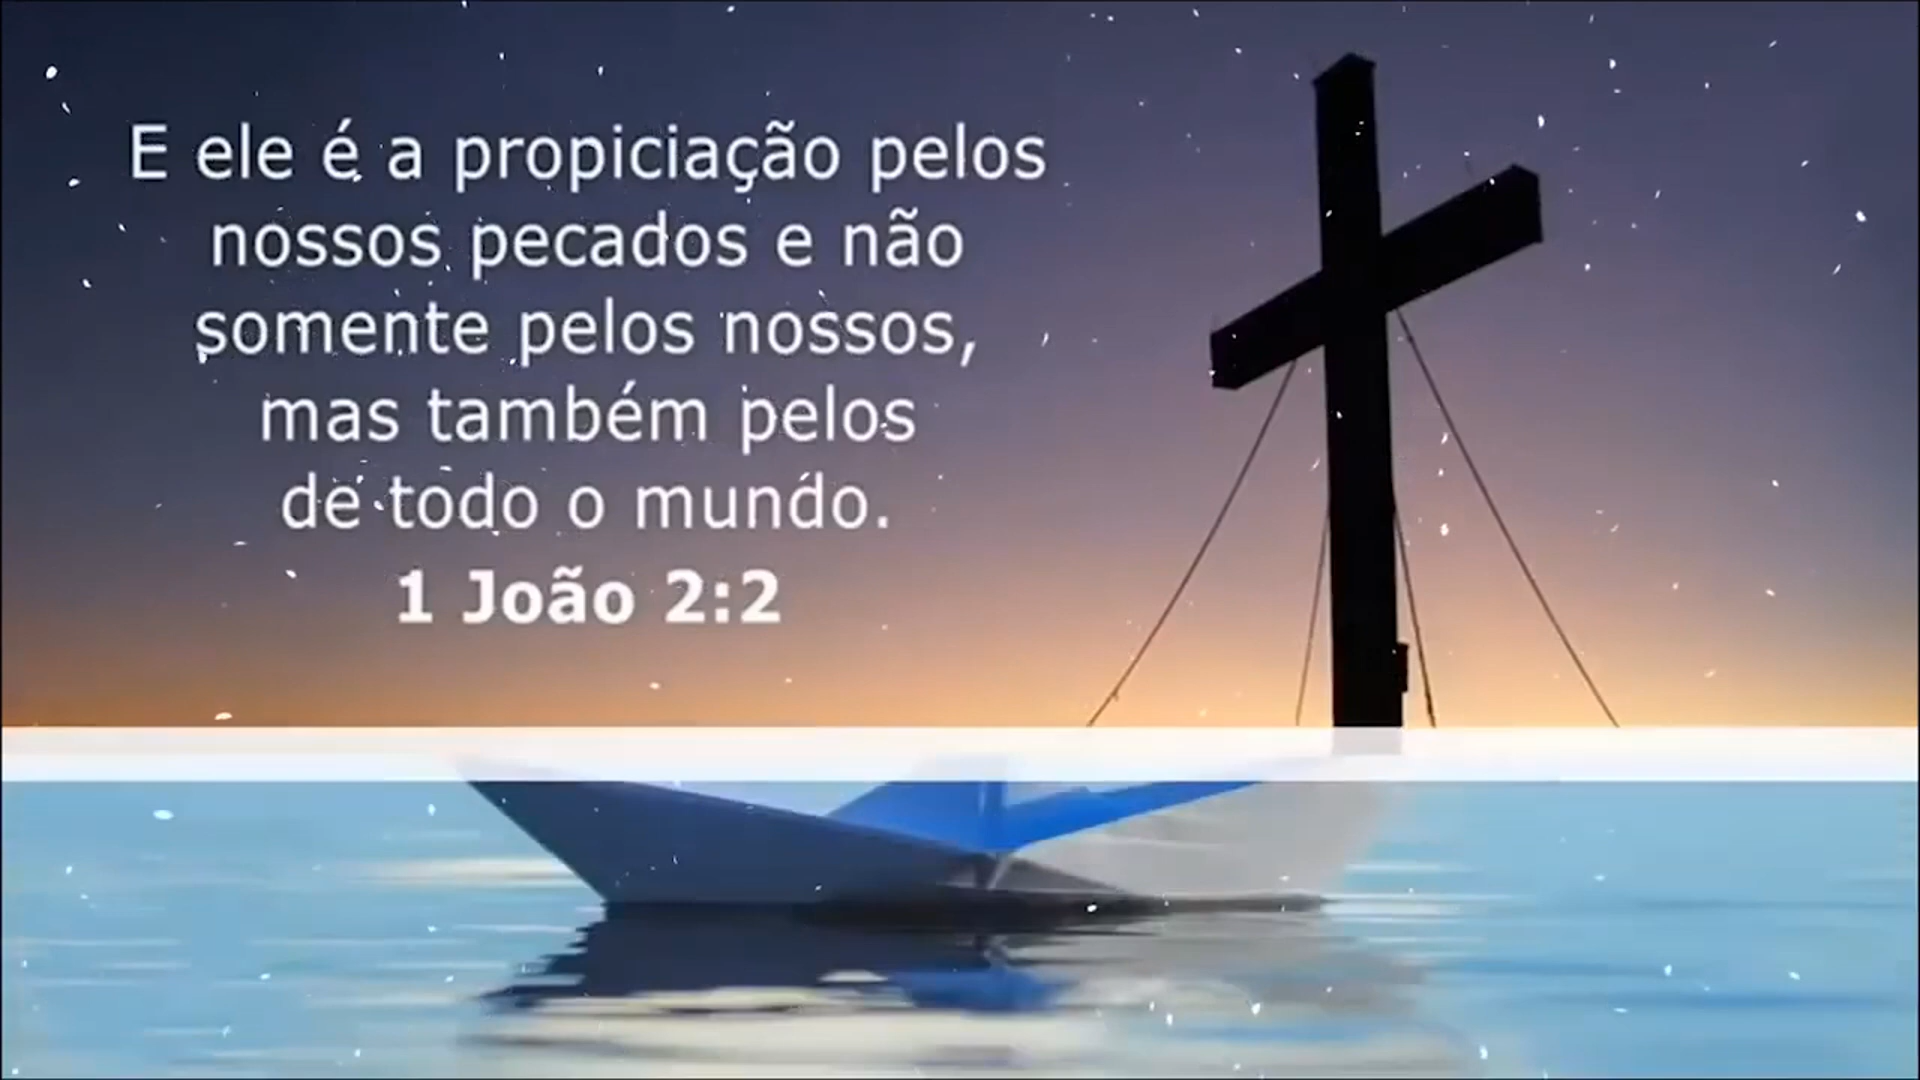 E ele é a propiciação pelos
nossos pecados e não
somente pelos nossos,
mas também pelos
de todo o mundo.
1 João 2:2